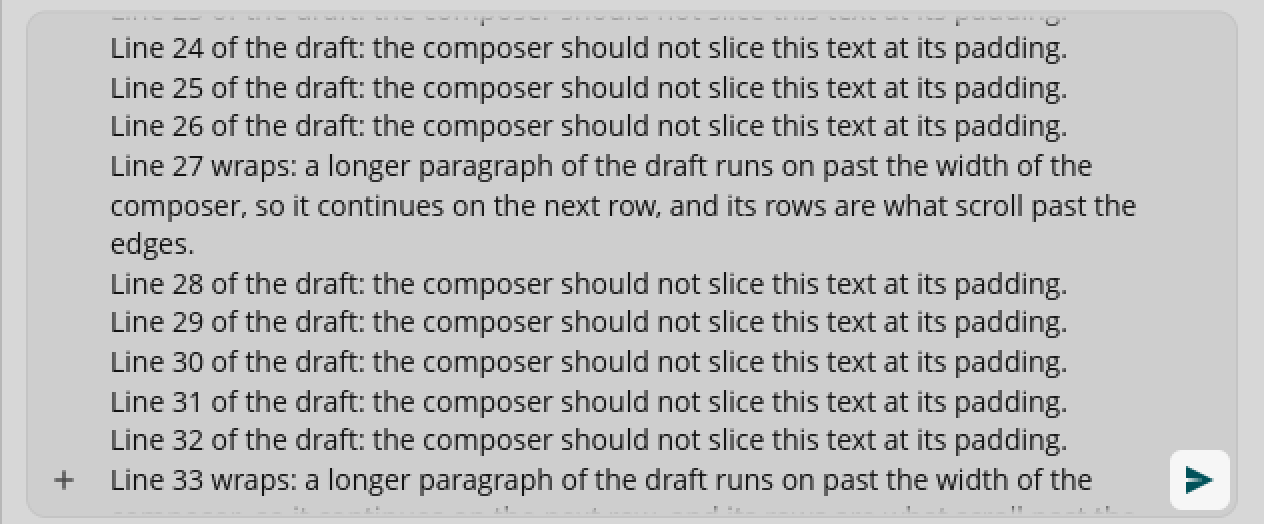 Line 24 of the draft: the composer should not slice this text at its padding.
Line 25 of the draft: the composer should not slice this text at its padding.
Line 26 of the draft: the composer should not slice this text at its padding.
Line 27 wraps: a longer paragraph of the draft runs on past the width of the
composer, so it continues on the next row, and its rows are what scroll past the
edges.
Line 28 of the draft: the composer should not slice this text at its padding.
Line 29 of the draft: the composer should not slice this text at its padding.
Line 30 of the draft: the composer should not slice this text at its padding.
Line 31 of the draft: the composer should not slice this text at its padding.
Line 32 of the draft: the composer should not slice this text at its padding.
Line 33 wraps: a longer paragraph of the draft runs on past the width of the